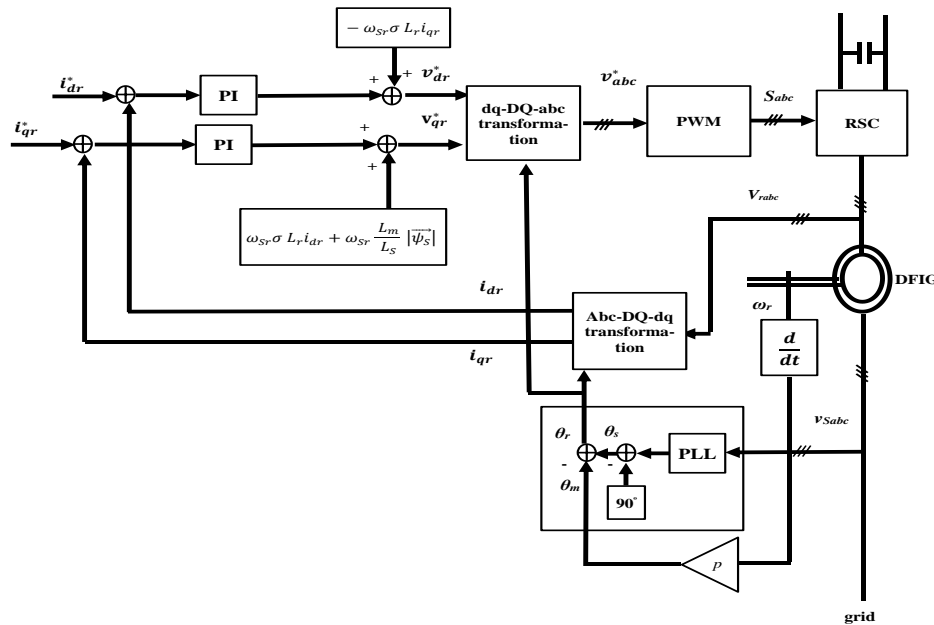 − ω_Sr σ L_r i_qr
i*_dr
PI
+
+
v*_dr
i*_qr
PI
+
+
v*_qr
dq-DQ-abc
transforma-
tion
v*_abc
PWM
S_abc
RSC
ω_Sr σ L_r i_dr + ω_Sr L_m/L_S |ψ_S|
V_rabc
DFIG
i_dr
Abc-DQ-dq
transforma-
tion
i_qr
ω_r
d/dt
v_Sabc
θ_r
θ_s
PLL
-
-
θ_m
90°
p
grid